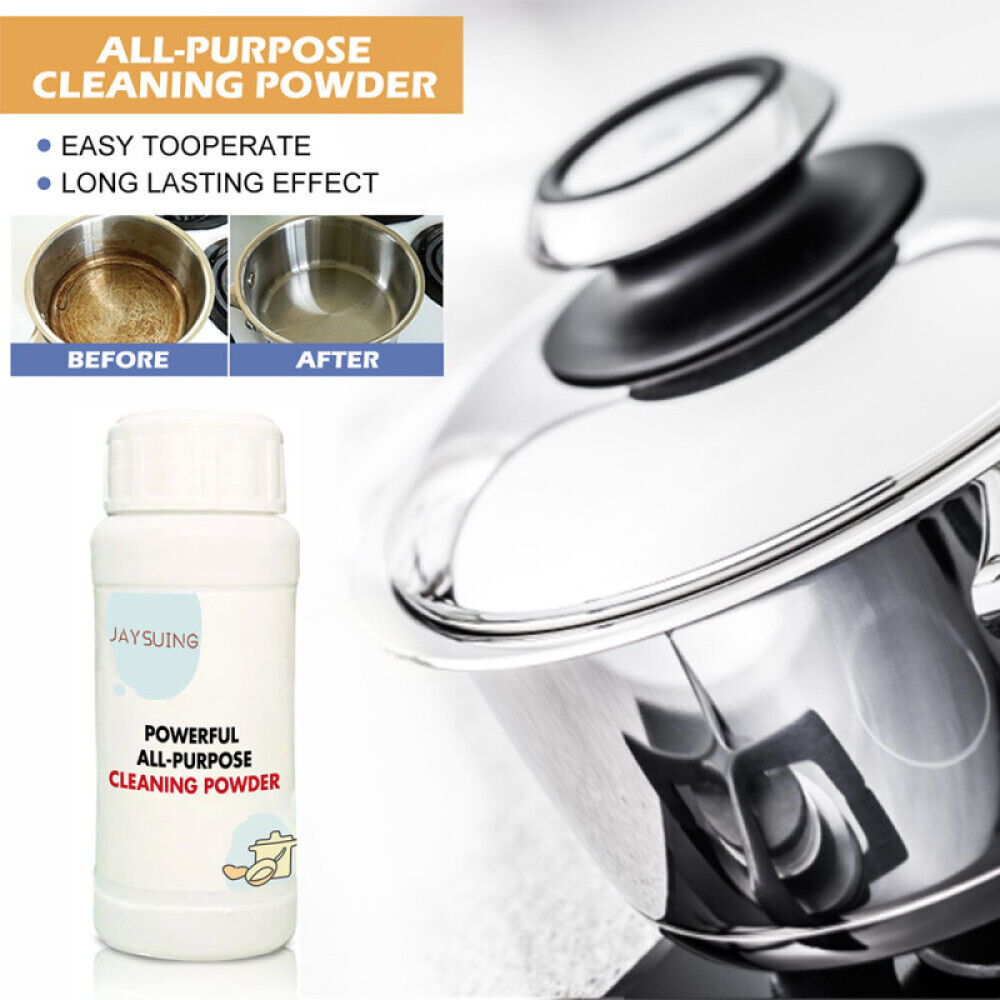 ALL-PURPOSE
CLEANING POWDER
EASY TOOPERATE
LONG LASTING EFFECT
BEFORE
AFTER
JAYSUING
POWERFUL
ALL-PURPOSE
CLEANING POWDER